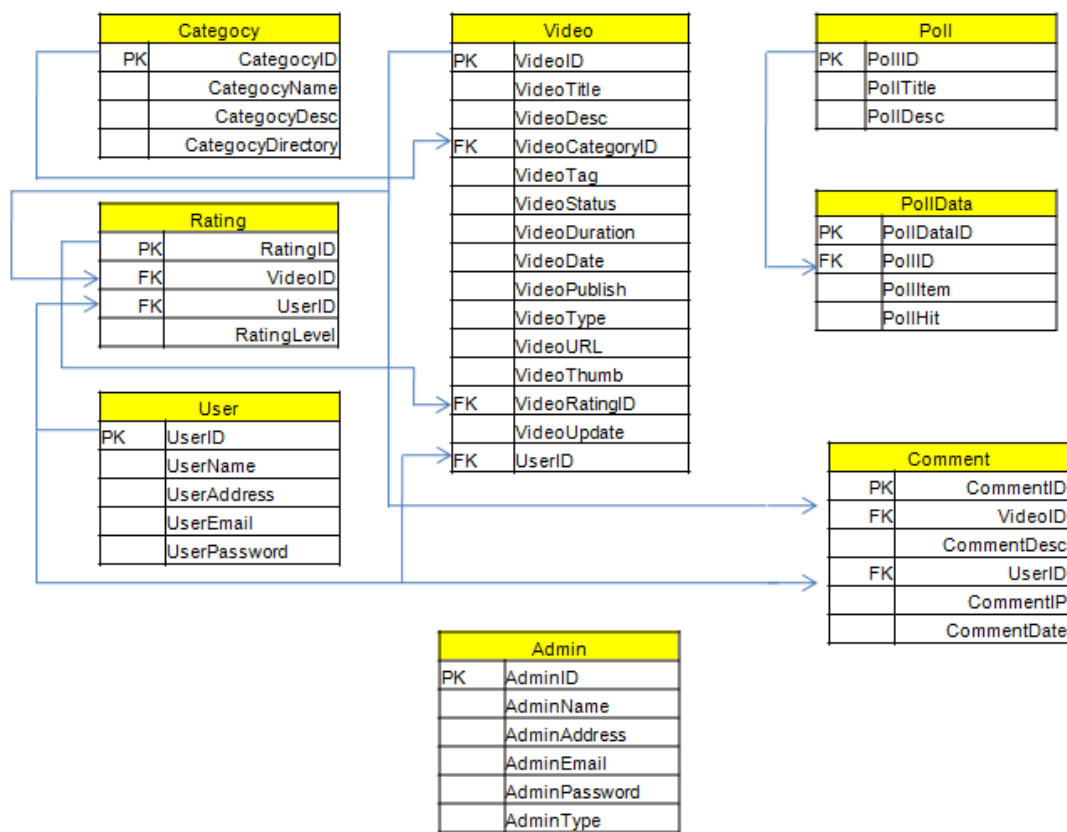 Categocy
PK CategocyID
CategocyName
CategocyDesc
CategocyDirectory
Rating
PK RatingID
FK VideoID
FK UserID
RatingLevel
User
PK UserID
UserName
UserAddress
UserEmail
UserPassword
Video
PK VideoID
VideoTitle
VideoDesc
FK VideoCategoryID
VideoTag
VideoStatus
VideoDuration
VideoDate
VideoPublish
VideoType
VideoURL
VideoThumb
FK VideoRatingID
VideoUpdate
FK UserID
Poll
PK PollID
PollTitle
PollDesc
PollData
PK PollDataID
FK PollID
PollItem
PollHit
Comment
PK CommentID
FK VideoID
CommentDesc
FK UserID
CommentIP
CommentDate
Admin
PK AdminID
AdminName
AdminAddress
AdminEmail
AdminPassword
AdminType